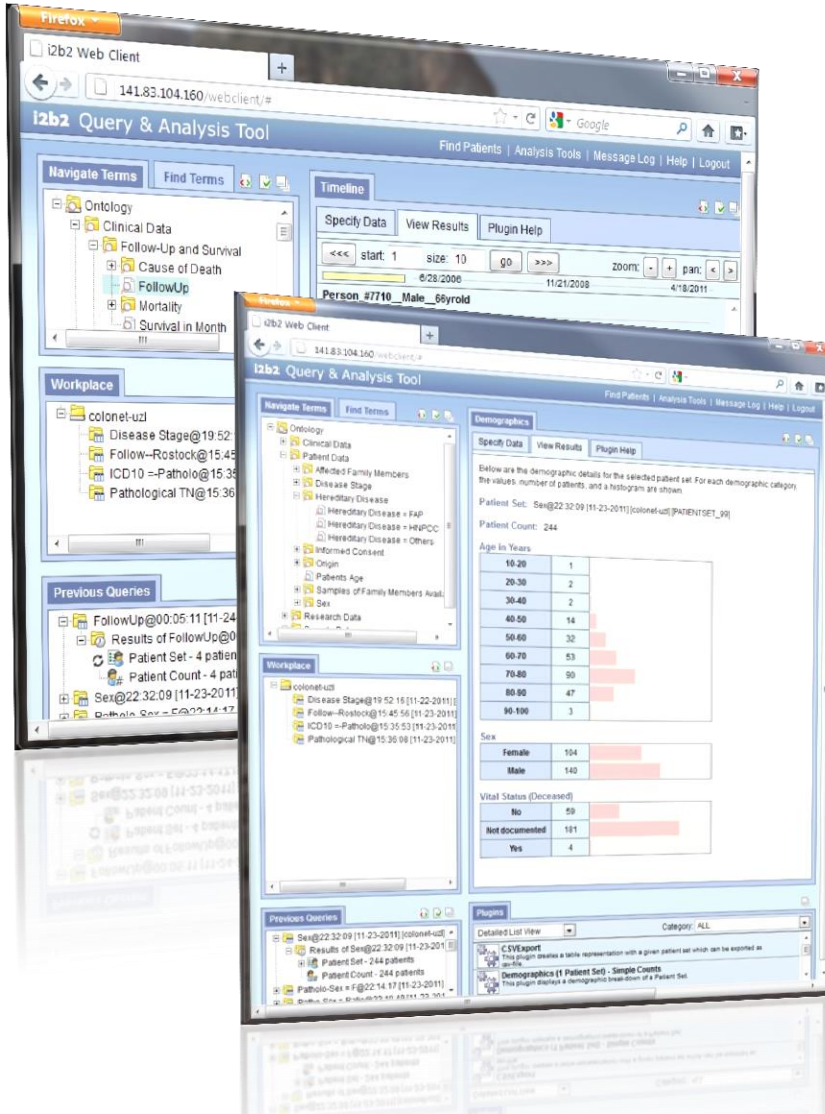 Firefox
i2b2 Web Client
141.83.104.160/webclient/#
Google
i2b2 Query & Analysis Tool
Find Patients | Analysis Tools | Message Log | Help | Logout
Navigate Terms Find Terms
Ontology
Clinical Data
Follow-Up and Survival
Cause of Death
FollowUp
Mortality
Survival in Month
Timeline
Specify Data View Results Plugin Help
<<< start: 1 size: 10 go >>> zoom: - + pan: < >
6/28/2006 11/21/2008 4/18/2011
Person_#7710__Male__66yrold
Workplace
colonet-uzl
Disease Stage@19:52:
Follow--Rostock@15:45
ICD10 =-Patholo@15:35
Pathological TN@15:36
Previous Queries
FollowUp@00:05:11 [11-24
Results of FollowUp@0
Patient Set - 4 patien
Patient Count - 4 pati
Sex@22:32:09 [11-23-2011]
Patholo-Sex = F@22:14:17
Firefox
i2b2 Web Client
141.83.104.160/webclient/#
i2b2 Query & Analysis Tool
Find Patients | Analysis Tools | Message Log | Help | Logout
Navigate Terms Find Terms
Ontology
Clinical Data
Patient Data
Affected Family Members
Disease Stage
Hereditary Disease
Hereditary Disease = FAP
Hereditary Disease = HNPCC
Hereditary Disease = Others
Informed Consent
Origin
Patients Age
Samples of Family Members Avail
Sex
Research Data
Workplace
colonet-uzl
Disease Stage@19:52:16 [11-22-2011] [
Follow--Rostock@15:45:56 [11-23-2011]
ICD10 =-Patholo@15:35:53 [11-23-2011]
Pathological TN@15:36:08 [11-23-2011]
Previous Queries
Sex@22:32:09 [11-23-2011] [colonet-uzl]
Results of Sex@22:32:09 [11-23-201
Patient Set - 244 patients
Patient Count - 244 patients
Patholo-Sex = F@22:14:17 [11-23-2011]
Demographics
Specify Data View Results Plugin Help
Below are the demographic details for the selected patient set. For each demographic category,
the values, number of patients, and a histogram are shown.
Patient Set: Sex@22:32:09 [11-23-2011] [colonet-uzl] [PATIENTSET_99]
Patient Count: 244
Age in Years
10-20 1
20-30 2
30-40 2
40-50 14
50-60 32
60-70 53
70-80 90
80-90 47
90-100 3
Sex
Female 104
Male 140
Vital Status (Deceased)
No 59
Not documented 181
Yes 4
Plugins
Detailed List View Category: ALL
CSVExport
This plugin creates a table representation with a given patient set which can be exported as
csv-file.
Demographics (1 Patient Set) - Simple Counts
This plugin displays a demographic break-down of a Patient Set.